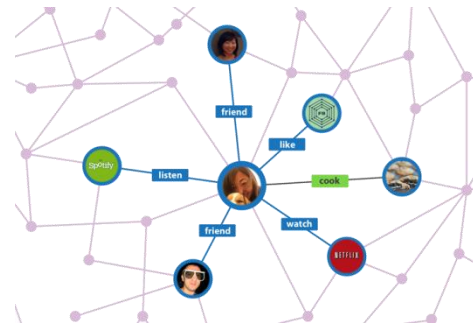 friend
like
Spotify
listen
cook
friend
watch
NETFLIX